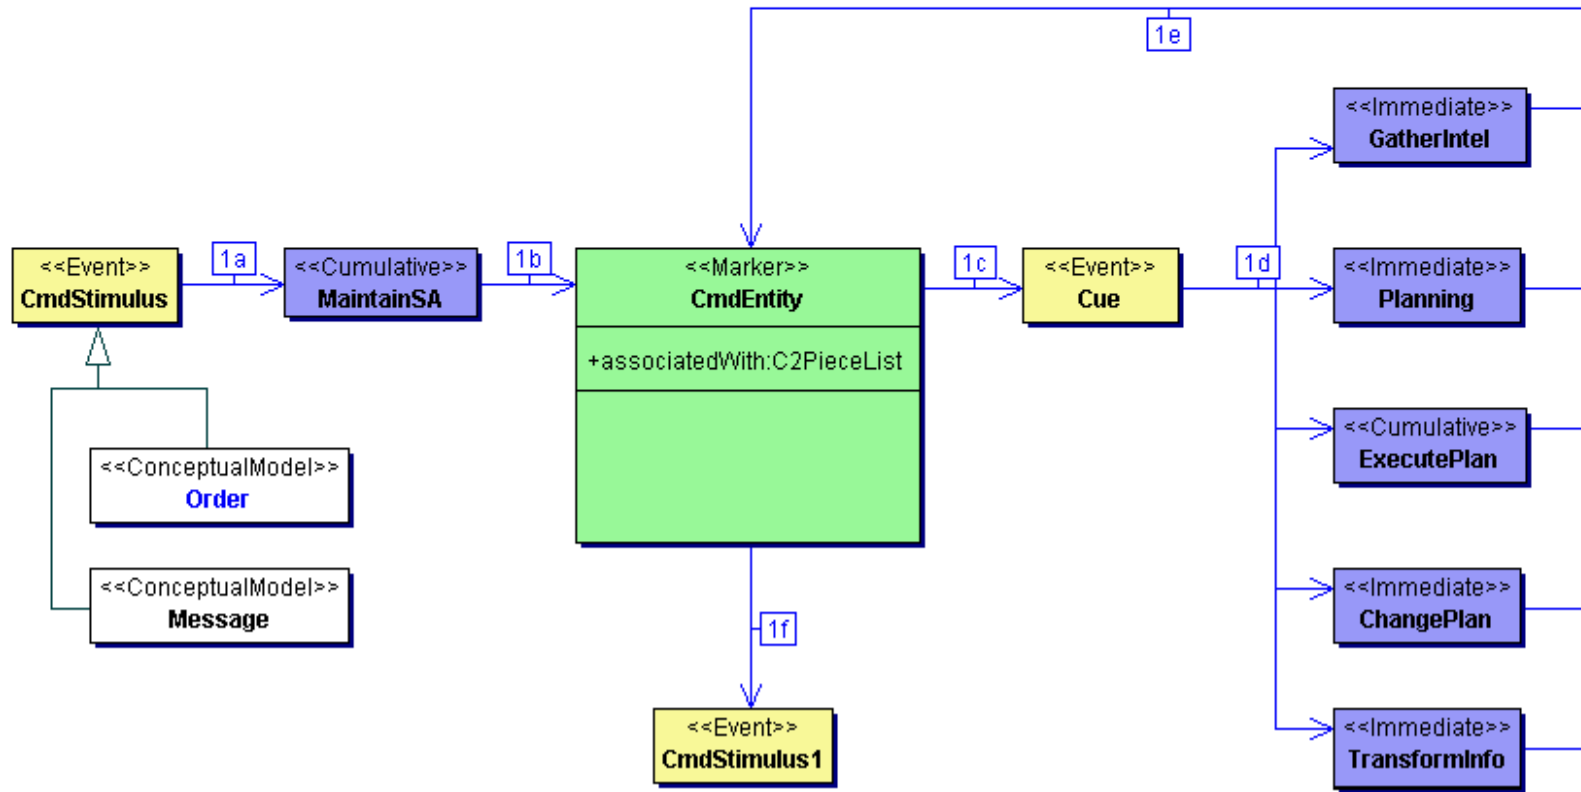 1e
<<Immediate>>
GatherIntel
<<Event>>
CmdStimulus
1a
<<Cumulative>>
MaintainSA
1b
<<Marker>>
CmdEntity
+associatedWith:C2PieceList
1c
<<Event>>
Cue
1d
<<Immediate>>
Planning
<<ConceptualModel>>
Order
<<Cumulative>>
ExecutePlan
<<ConceptualModel>>
Message
<<Immediate>>
ChangePlan
1f
<<Event>>
CmdStimulus1
<<Immediate>>
TransformInfo